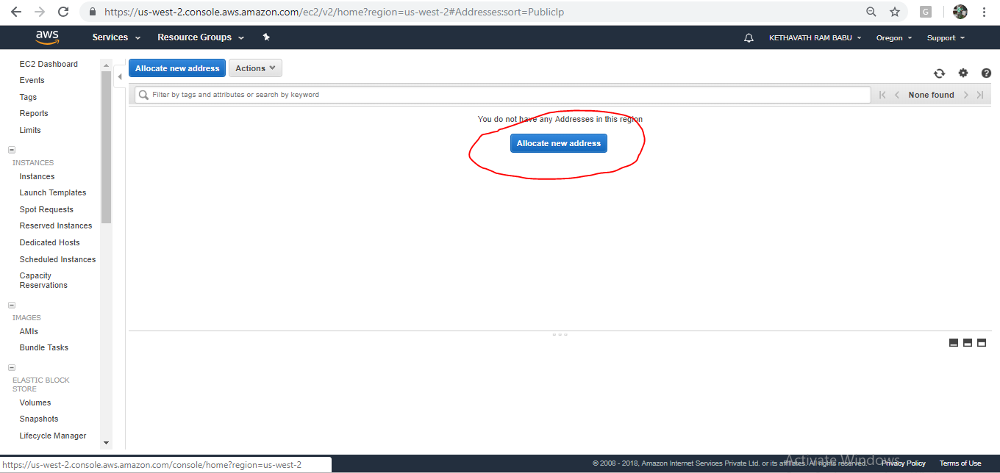 https://us-west-2.console.aws.amazon.com/ec2/v2/home?region=us-west-2#Addresses:sort=PublicIp
G
aws
Services
Resource Groups
KETHAVATH RAM BABU
Oregon
Support
EC2 Dashboard
Events
Tags
Reports
Limits
INSTANCES
Instances
Launch Templates
Spot Requests
Reserved Instances
Dedicated Hosts
Scheduled Instances
Capacity
Reservations
IMAGES
AMIs
Bundle Tasks
ELASTIC BLOCK
STORE
Volumes
Snapshots
Lifecycle Manager
Allocate new address
Actions
?
Filter by tags and attributes or search by keyword
None found
You do not have any Addresses in this region
Allocate new address
https://us-west-2.console.aws.amazon.com/console/home?region=us-west-2
© 2008 - 2018, Amazon Internet Services Private Ltd. or its affiliates. All rights reserved.
Activate Windows
Privacy Policy
Terms of Use